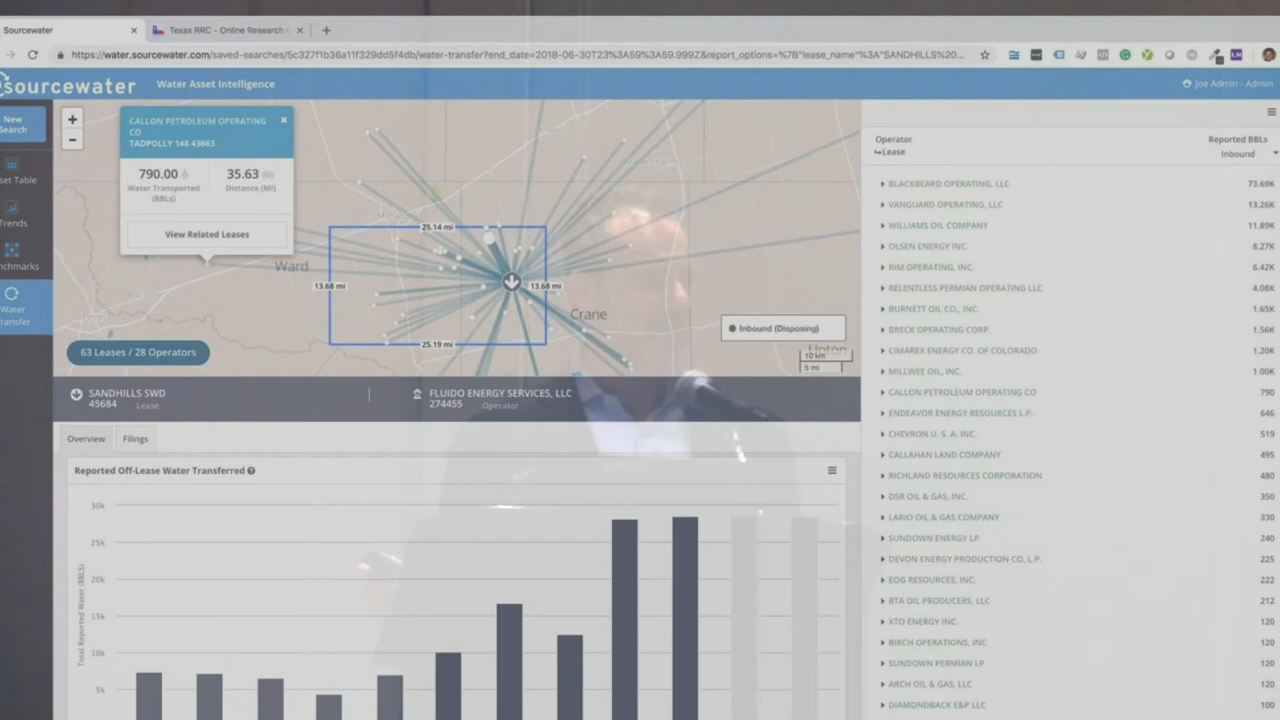 Sourcewater
Texas RRC - Online Research
https://water.sourcewater.com/saved-searches/5c327f1b36a11f329dd5f4db/water-transfer?end_date=2018-06-30T23%3A59%3A59.999Z&report_options=%7B"lease_name"%3A"SANDHILLS%20...
sourcewater
Water Asset Intelligence
Joe Admin - Admin
New
Search
Trends
Water
CALLON PETROLEUM OPERATING
CO
TADPOLLY 148 43663
790.00
35.63
Water Transported
(BBLs)
Distance (MI)
View Related Leases
25.14 mi
Ward
13.68 mi
13.68 mi
Crane
25.19 mi
Inbound (Disposing)
Upton
10 km
5 mi
63 Leases / 28 Operators
SANDHILLS SWD
45684 Lease
FLUIDO ENERGY SERVICES, LLC
274455 Operator
Overview
Filings
Reported Off-Lease Water Transferred
Total Reported Water (BBLS)
30k
25k
20k
15k
10k
5k
Operator
Lease
Reported BBLs
Inbound
BLACKBEARD OPERATING, LLC 73.69K
VANGUARD OPERATING, LLC 13.26K
WILLIAMS OIL COMPANY 11.89K
OLSEN ENERGY INC. 8.27K
RIM OPERATING, INC. 6.42K
RELENTLESS PERMIAN OPERATING LLC 4.08K
BURNETT OIL CO., INC. 1.65K
BRECK OPERATING CORP. 1.56K
CIMAREX ENERGY CO. OF COLORADO 1.20K
MILLWEE OIL, INC. 1.00K
CALLON PETROLEUM OPERATING CO 790
ENDEAVOR ENERGY RESOURCES L.P. 646
CHEVRON U. S. A. INC. 519
CALLAHAN LAND COMPANY 495
RICHLAND RESOURCES CORPORATION 480
DSR OIL & GAS, INC. 350
LARIO OIL & GAS COMPANY 330
SUNDOWN ENERGY LP 240
DEVON ENERGY PRODUCTION CO, L.P. 225
EOG RESOURCES, INC. 222
BTA OIL PRODUCERS, LLC 212
XTO ENERGY INC. 120
BIRCH OPERATIONS, INC. 120
SUNDOWN PERMIAN LP 120
ARCH OIL & GAS, LLC 120
DIAMONDBACK E&P LLC 100